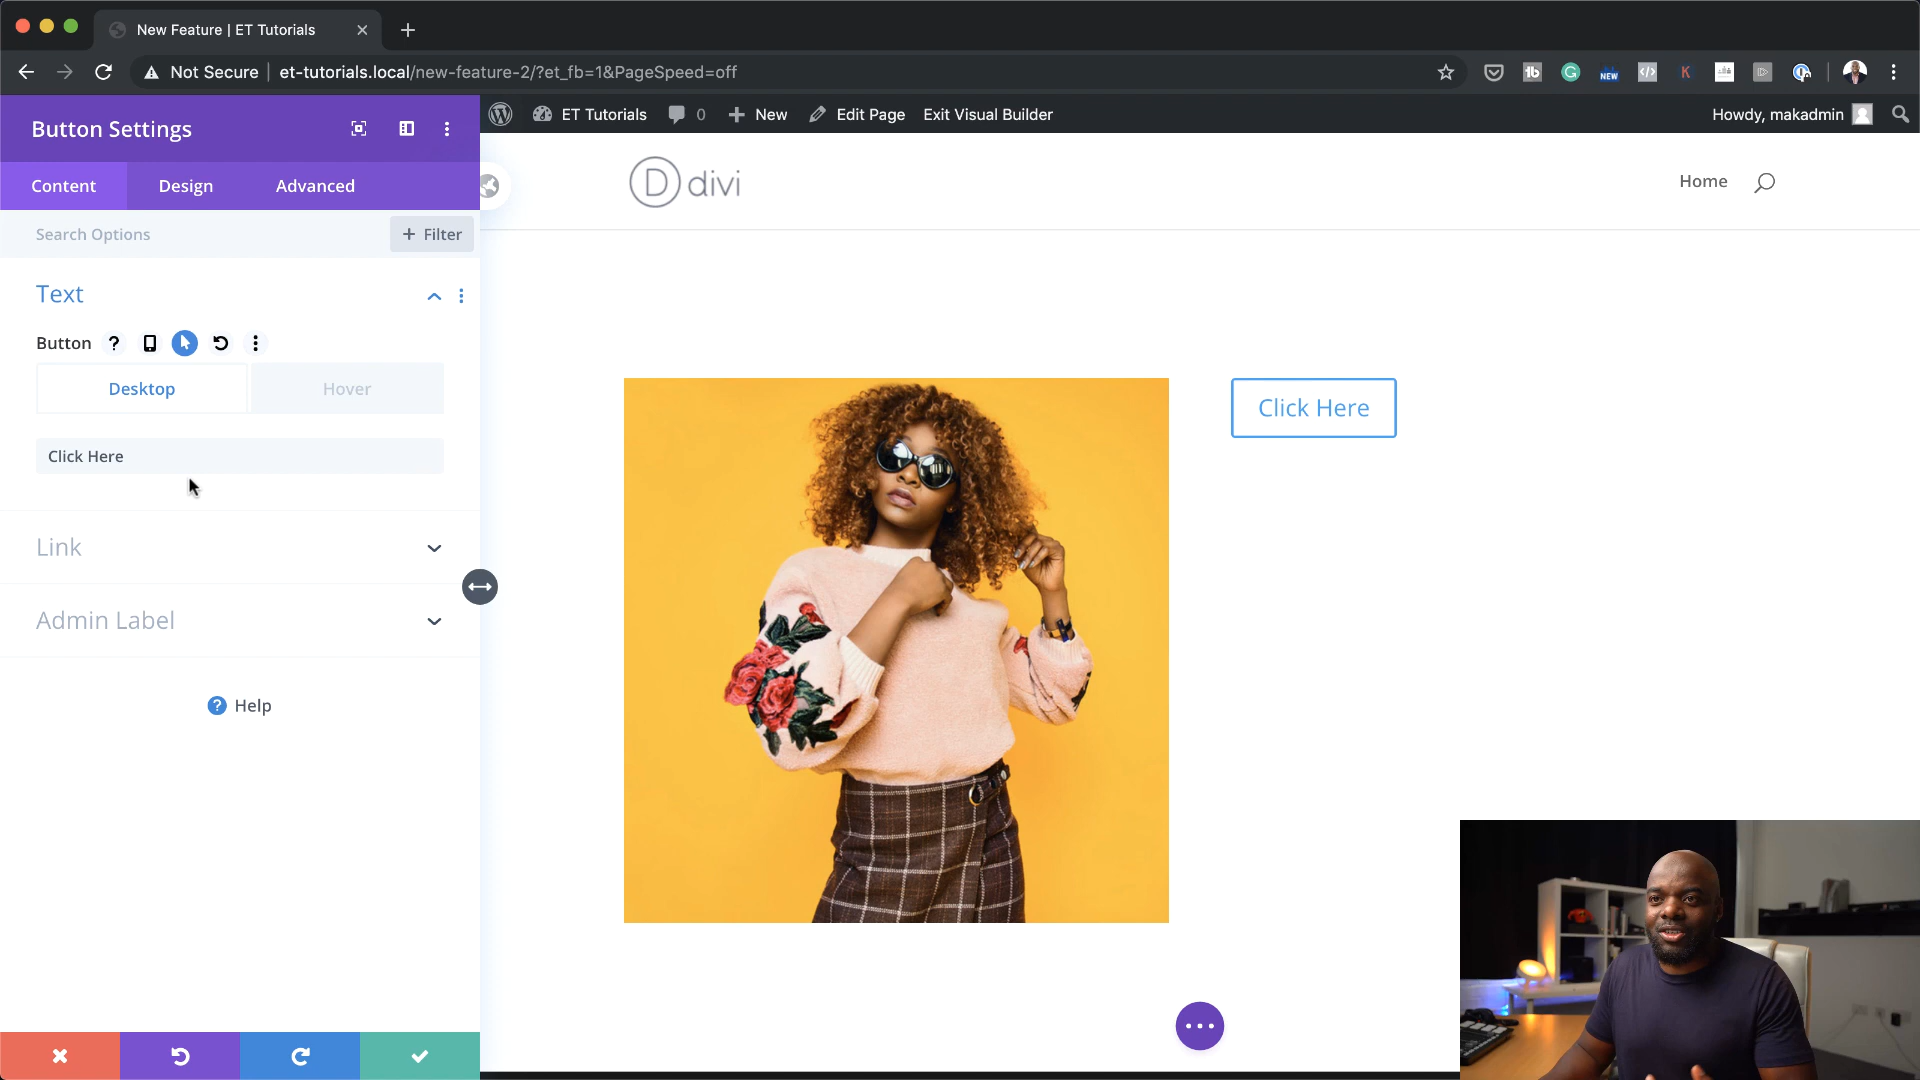 New Feature | ET Tutorials
Not Secure | et-tutorials.local/new-feature-2/?et_fb=1&PageSpeed=off
NEW
K
Button Settings
ET Tutorials
0
New
Edit Page
Exit Visual Builder
Howdy, makadmin
Content
Design
Advanced
D divi
Home
Search Options
+ Filter
Text
Button ?
Desktop
Hover
Click Here
Click Here
Link
Admin Label
? Help